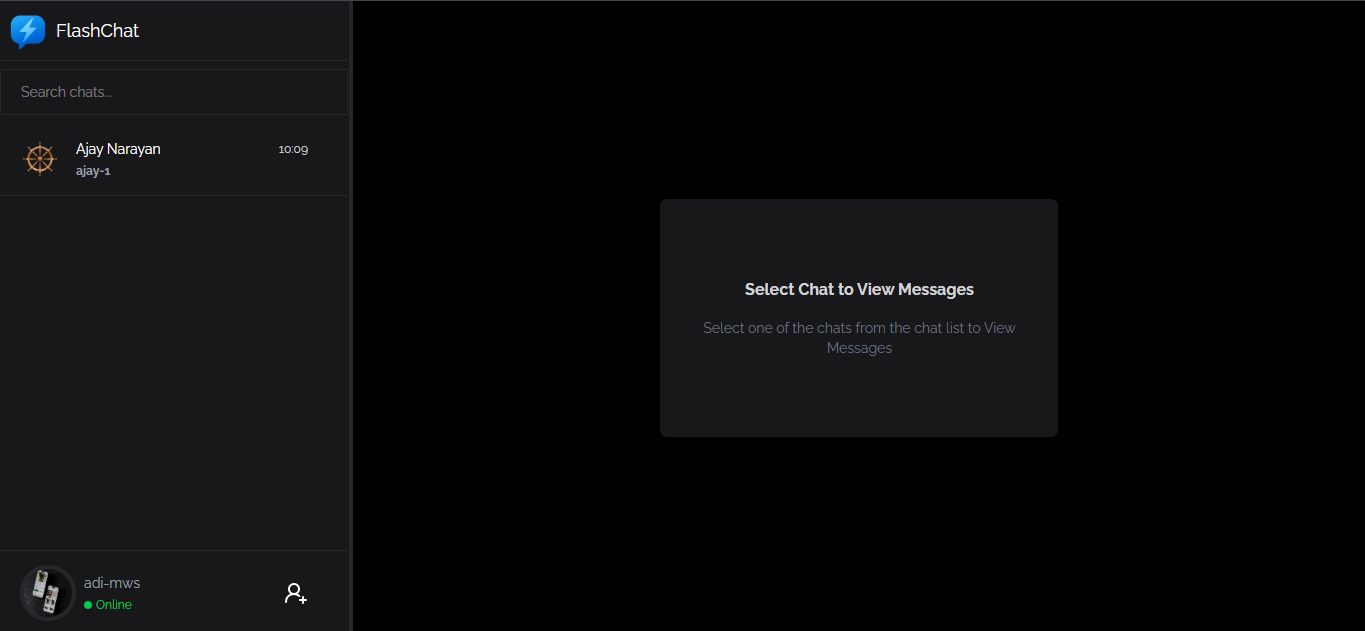 FlashChat
Search chats...
Ajay Narayan
10:09
ajay-1
Select Chat to View Messages
Select one of the chats from the chat list to View
Messages
adi-mws
Online